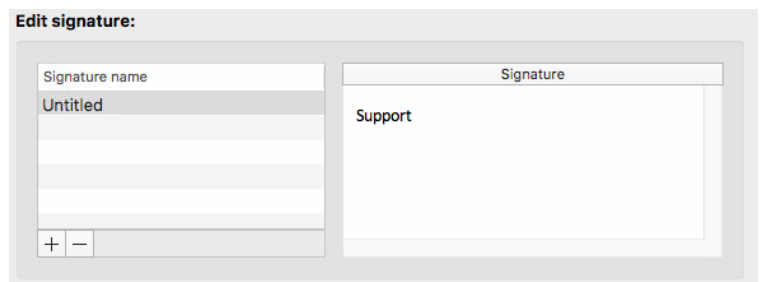 Edit signature:
Signature name
Signature
Untitled
Support